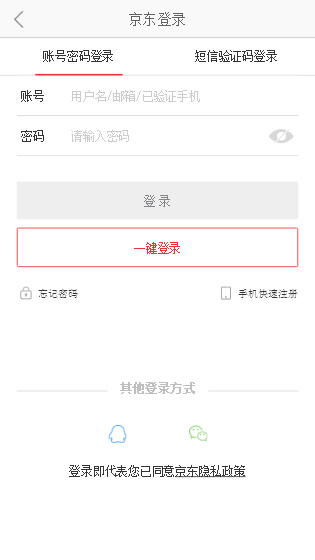 京东登录
账号密码登录 短信验证码登录
账号 用户名/邮箱/已验证手机
密码 请输入密码
登 录
一键登录
忘记密码 手机快速注册
其他登录方式
登录即代表您已同意京东隐私政策